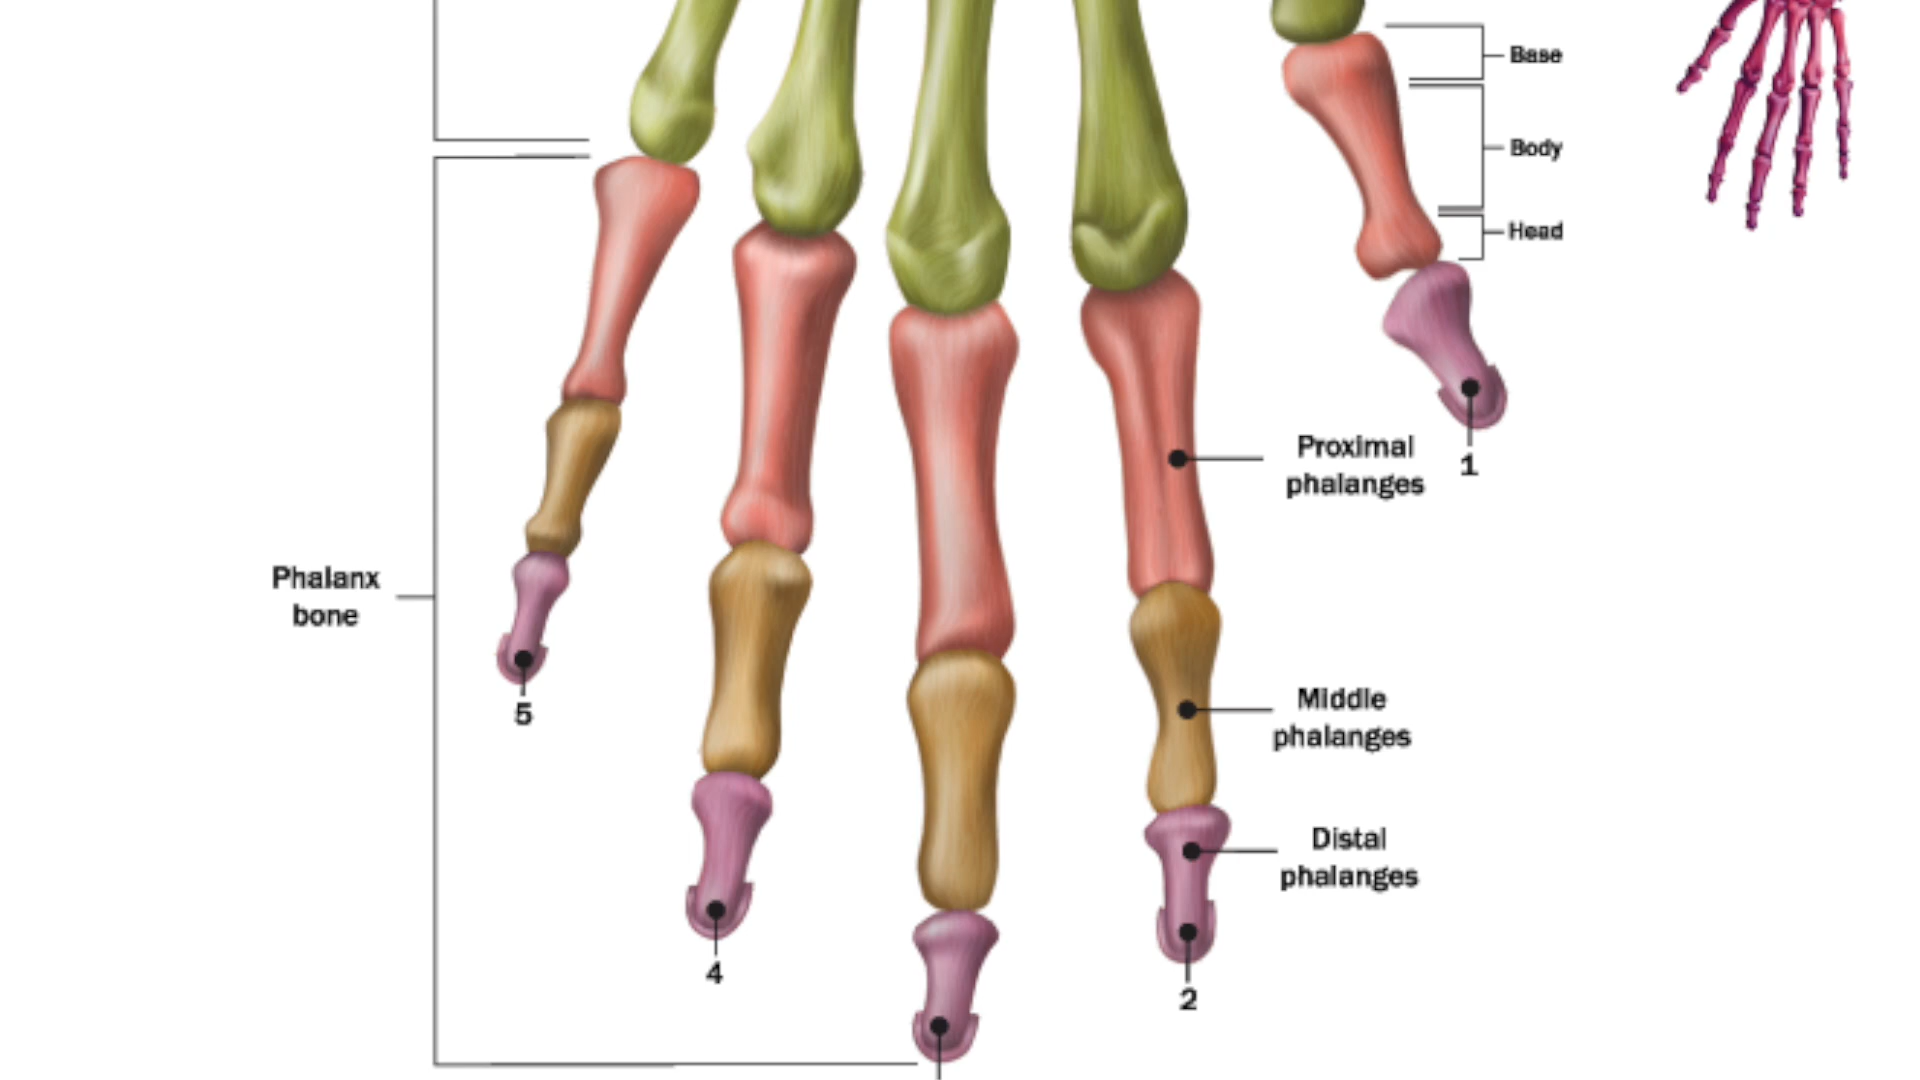 Base
Body
Head
Proximal
phalanges
1
Phalanx
bone
5
Middle
phalanges
Distal
phalanges
4
2